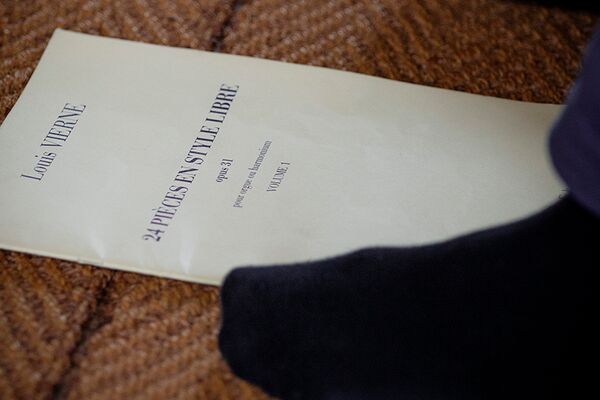 Louis VIERNE
24 PIÈCES EN STYLE LIBRE
opus 31
pour orgue ou harmonium
VOLUME 1